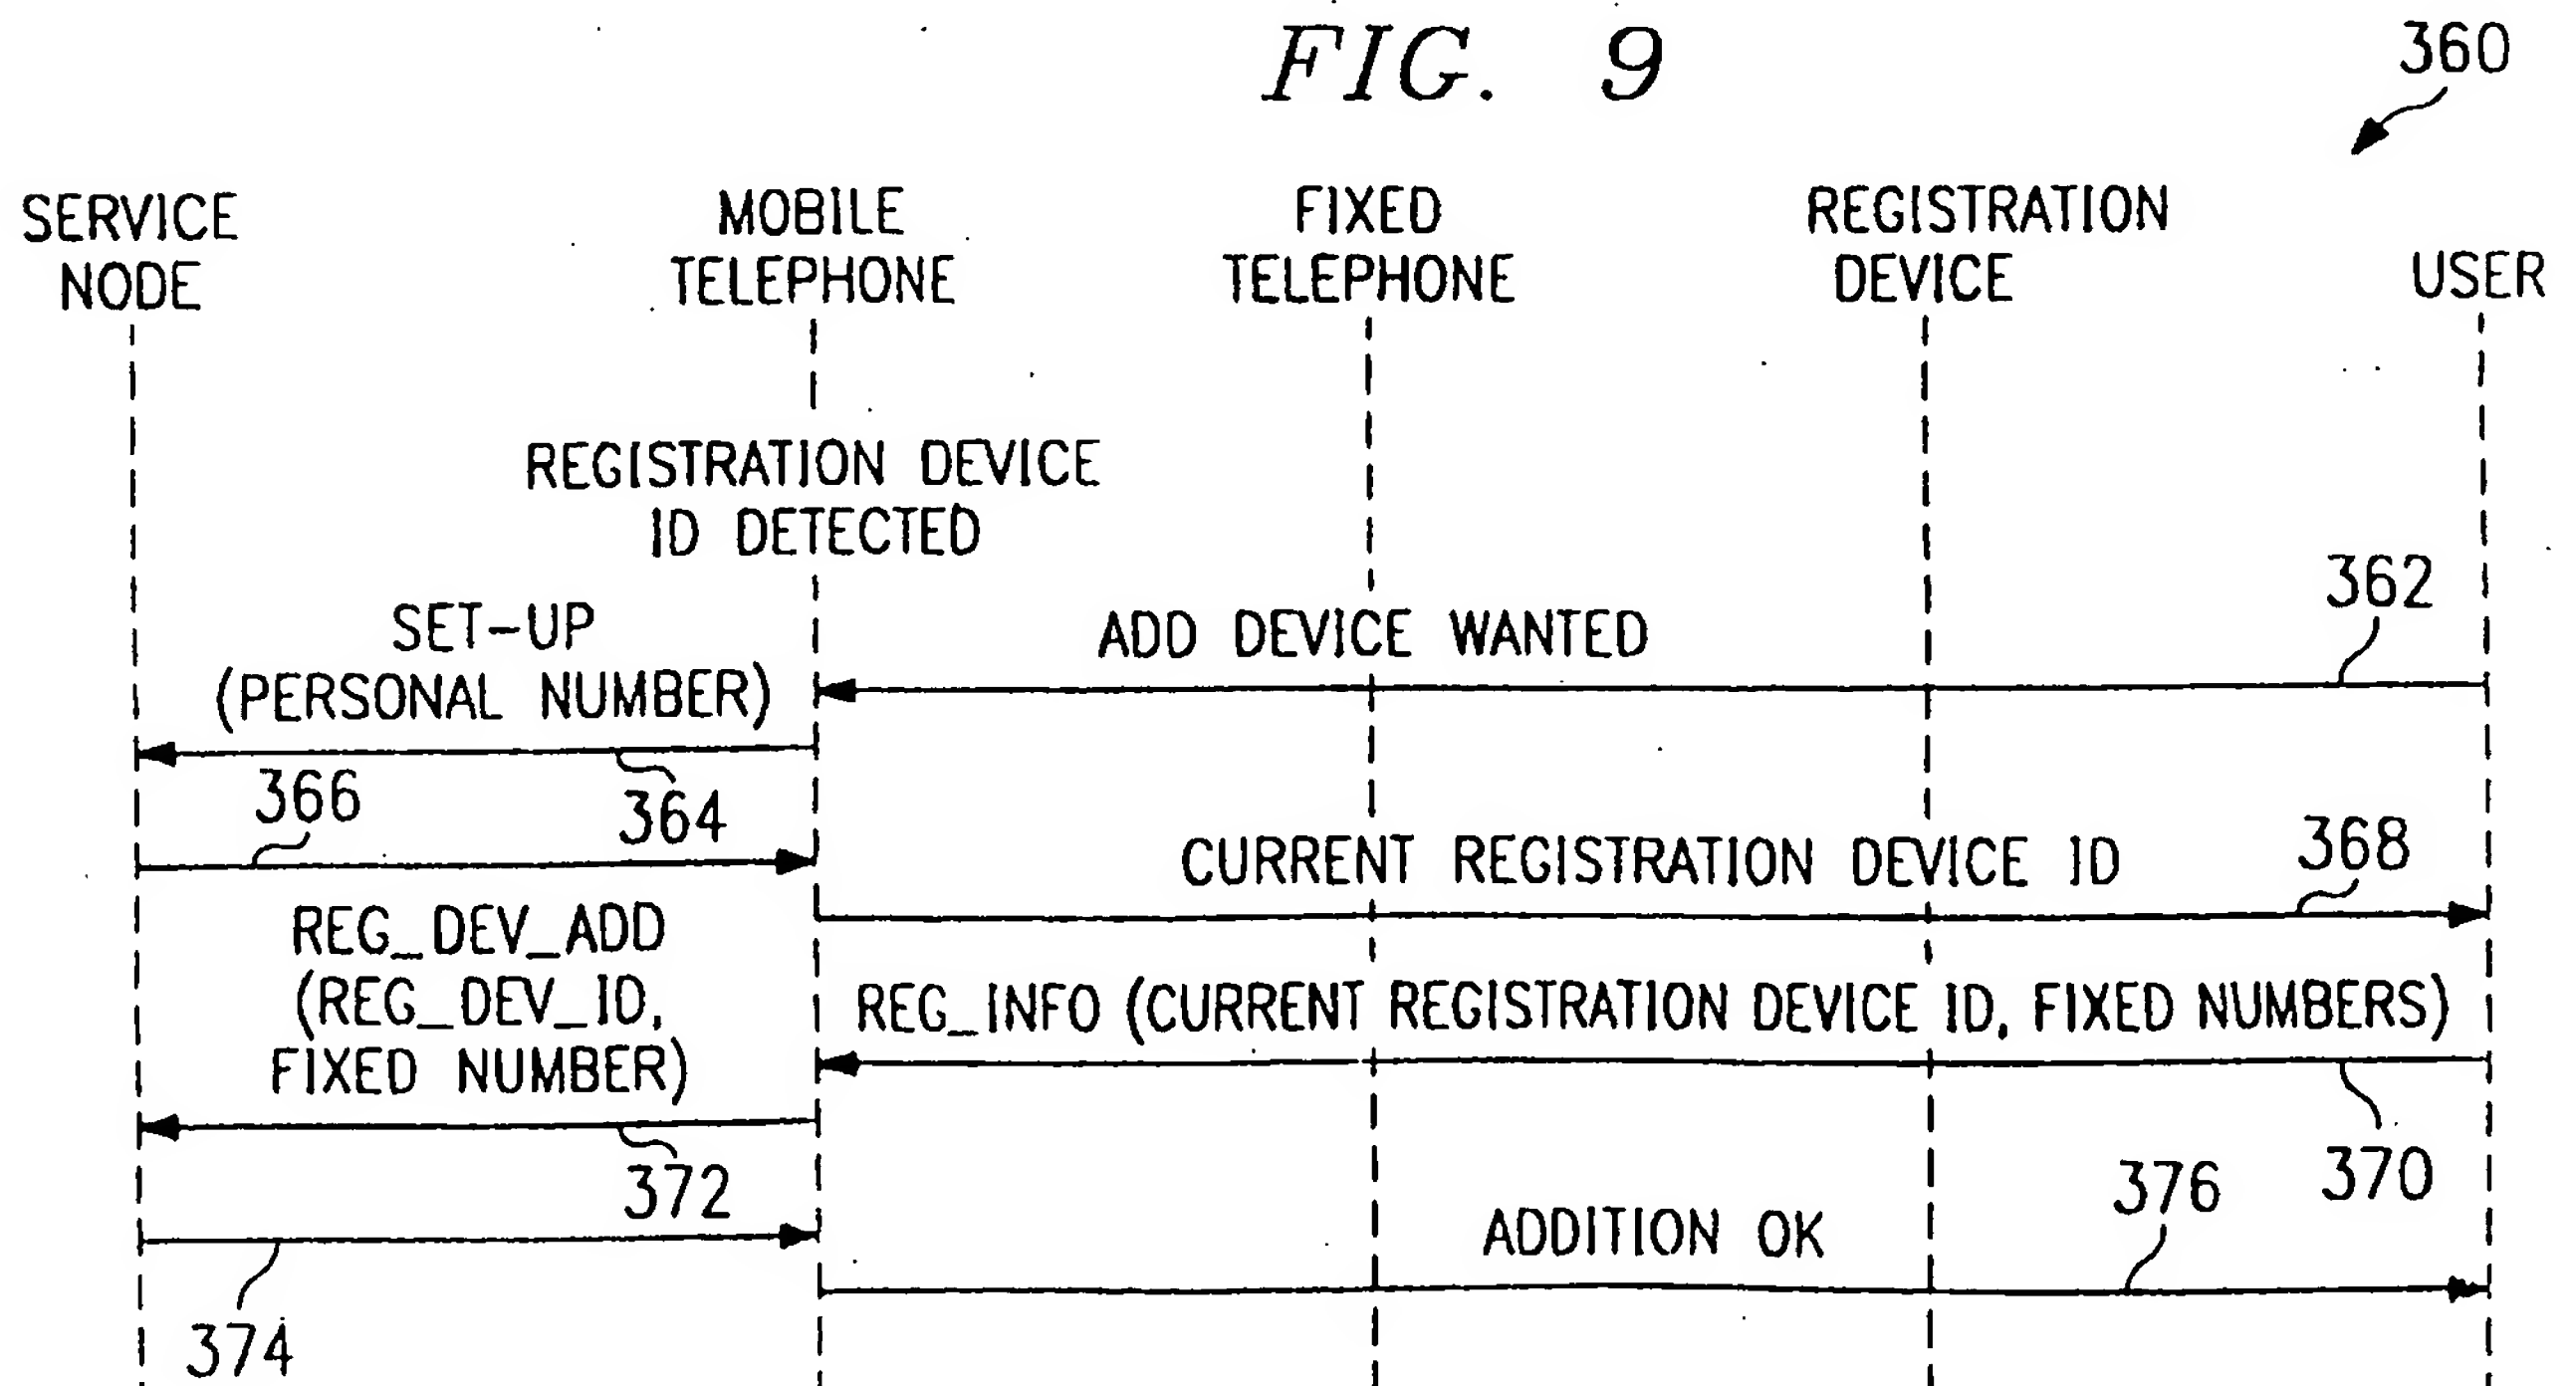 FIG. 9
360
SERVICE
NODE
MOBILE
TELEPHONE
FIXED
TELEPHONE
REGISTRATION
DEVICE
USER
REGISTRATION DEVICE
ID DETECTED
362
ADD DEVICE WANTED
SET-UP
(PERSONAL NUMBER)
364
366
CURRENT REGISTRATION DEVICE ID
368
REG_DEV_ADD
(REG_DEV_ID,
FIXED NUMBER)
REG_INFO (CURRENT REGISTRATION DEVICE ID, FIXED NUMBERS)
370
372
374
ADDITION OK
376